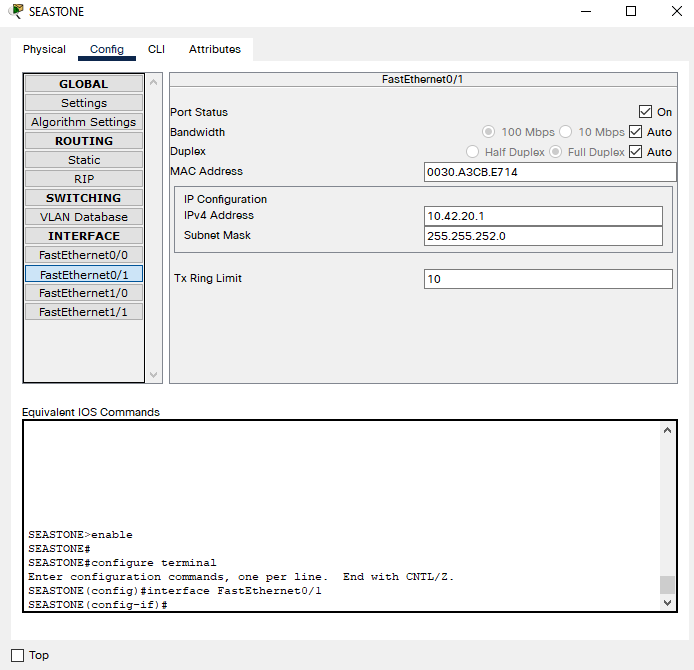 SEASTONE
Physical Config CLI Attributes
GLOBAL
Settings
Algorithm Settings
ROUTING
Static
RIP
SWITCHING
VLAN Database
INTERFACE
FastEthernet0/0
FastEthernet0/1
FastEthernet1/0
FastEthernet1/1
FastEthernet0/1
Port Status On
Bandwidth 100 Mbps 10 Mbps Auto
Duplex Half Duplex Full Duplex Auto
MAC Address 0030.A3CB.E714
IP Configuration
IPv4 Address 10.42.20.1
Subnet Mask 255.255.252.0
Tx Ring Limit 10
Equivalent IOS Commands
SEASTONE>enable
SEASTONE#
SEASTONE#configure terminal
Enter configuration commands, one per line.  End with CNTL/Z.
SEASTONE(config)#interface FastEthernet0/1
SEASTONE(config-if)#
Top